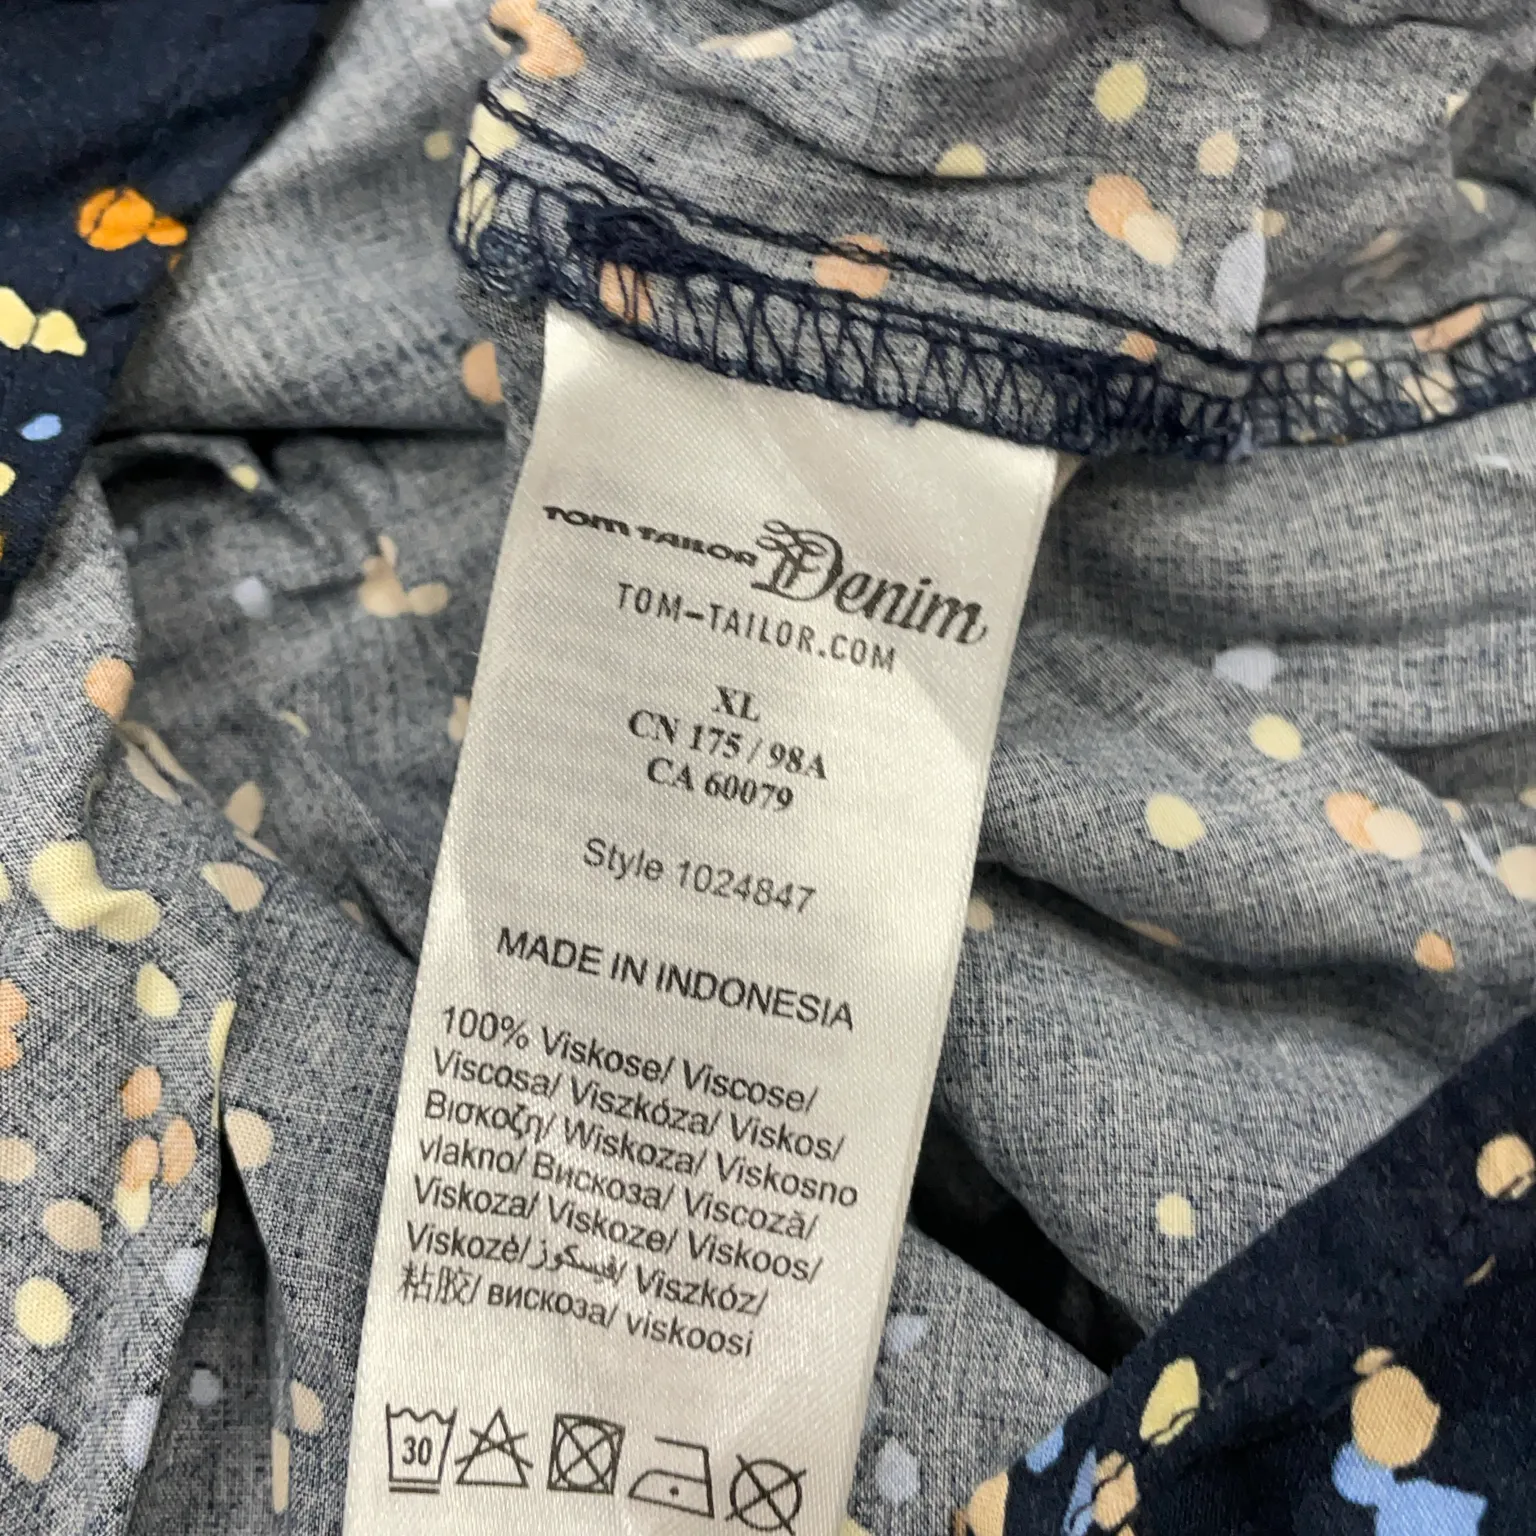 TOM TAILOR Denim
TOM-TAILOR.COM
XL
CN 175 / 98A
CA 60079
Style 1024847
MADE IN INDONESIA
100% Viskose/ Viscose/
Viscosa/ Viszkóza/ Viskos/
Βισκοζη/ Wiskoza/ Viskosno
vlakno/ Вискоза/ Viscoză/
Viskoza/ Viskoze/ Viskoos/
Viskozė/ فيسكوز/ Viszkóz/
粘胶/ вискоза/ viskoosi
30